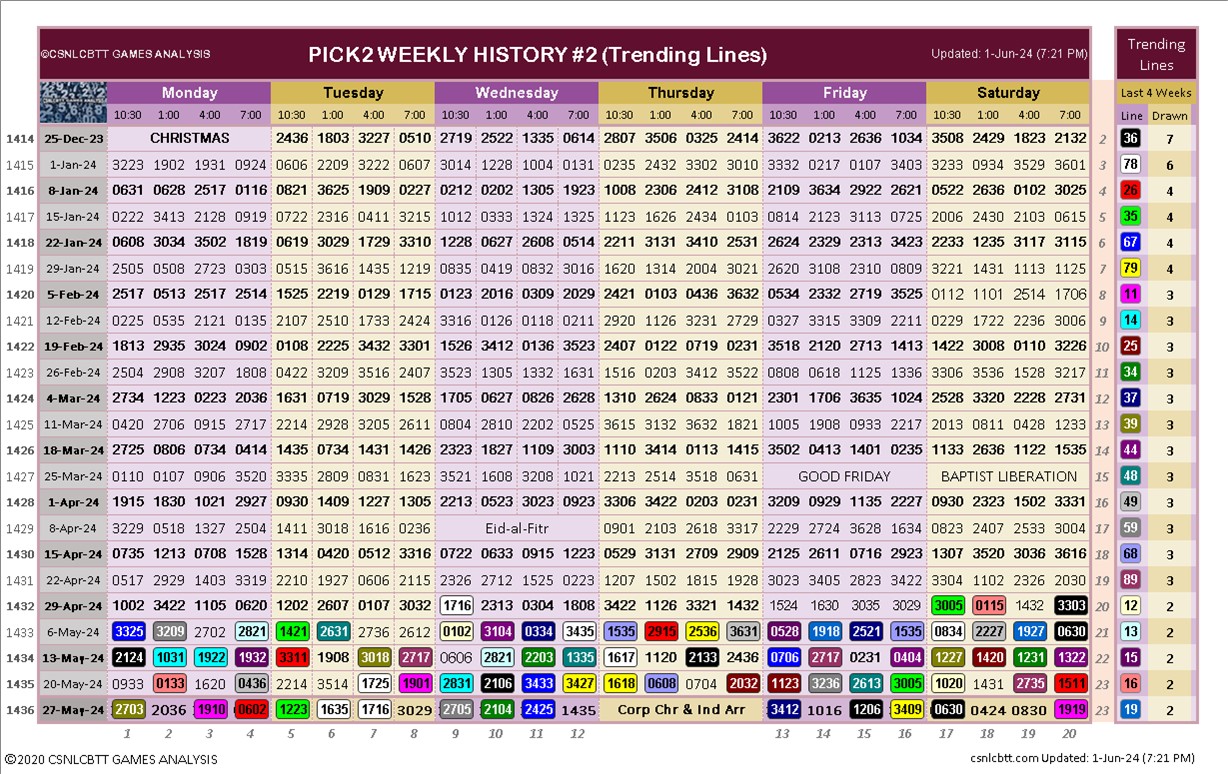 ©CSNLCBTT GAMES ANALYSIS PICK2 WEEKLY HISTORY #2 (Trending Lines) Updated: 1-Jun-24 (7:21 PM) Trending Lines
Monday Tuesday Wednesday Thursday Friday Saturday Last 4 Weeks
10:30 1:00 4:00 7:00 10:30 1:00 4:00 7:00 10:30 1:00 4:00 7:00 10:30 1:00 4:00 7:00 10:30 1:00 4:00 7:00 10:30 1:00 4:00 7:00 Line Drawn
1414 25-Dec-23 CHRISTMAS 2436 1803 3227 0510 2719 2522 1335 0614 2807 3506 0325 2414 3622 0213 2636 1034 3508 2429 1823 2132 2 36 7
1415 1-Jan-24 3223 1902 1931 0924 0606 2209 3222 0607 3014 1228 1004 0131 0235 2432 3302 3010 3332 0217 0107 3403 3233 0934 3529 3601 3 78 6
1416 8-Jan-24 0631 0628 2517 0116 0821 3625 1909 0227 0212 0202 1305 1923 1008 2306 2412 3108 2109 3634 2922 2621 0522 2636 0102 3025 4 26 4
1417 15-Jan-24 0222 3413 2128 0919 0722 2316 0411 3215 1012 0333 1324 1325 1123 1626 2434 0103 0814 2123 3113 0725 2006 2430 2103 0615 5 35 4
1418 22-Jan-24 0608 3034 3502 1819 0619 3029 1729 3310 1228 0627 2608 0514 2211 3131 3410 2531 2624 2329 2313 3423 2233 1235 3117 3115 6 67 4
1419 29-Jan-24 2505 0508 2723 0303 0515 3616 1435 1219 0835 0419 0832 3016 1620 1314 2004 3021 2620 3108 2310 0809 3221 1431 1113 1125 7 79 4
1420 5-Feb-24 2517 0513 2517 2514 1525 2219 0129 1715 0123 2016 0309 2029 2421 0103 0436 3632 0534 2332 2719 3525 0112 1101 2514 1706 8 11 3
1421 12-Feb-24 0225 0535 2121 0135 2107 2510 1733 2424 3316 0126 0118 0211 2920 1126 3231 2729 0327 3315 3309 2211 0229 1722 2236 3006 9 14 3
1422 19-Feb-24 1813 2935 3024 0902 0108 2225 3432 3301 1526 3412 0136 3523 2407 0122 0719 0231 3518 2120 2713 1413 1422 3008 0110 3226 10 25 3
1423 26-Feb-24 2504 2908 3207 1808 0422 3209 3516 2407 3523 1305 1332 1631 1516 0203 3412 3522 0808 0618 1125 1336 3306 3536 1528 3217 11 34 3
1424 4-Mar-24 2734 1223 0223 2036 1631 0719 3029 1528 1705 0627 0826 2628 1310 2624 0833 0121 2301 1706 3635 1024 2528 3320 2228 2731 12 37 3
1425 11-Mar-24 0420 2706 0915 2717 2214 2928 3205 2611 0804 2810 2202 0525 3615 3132 3632 1821 1005 1908 0933 2217 2013 0811 0428 1233 13 39 3
1426 18-Mar-24 2725 0806 0734 0414 1435 0734 1431 1426 2323 1827 1109 3003 1110 3414 0113 1415 3502 0413 1401 0235 1133 2636 1122 1535 14 44 3
1427 25-Mar-24 0110 0107 0906 3520 3335 2809 0831 1623 3521 1608 3208 1021 2213 2514 3518 0631 GOOD FRIDAY BAPTIST LIBERATION 15 48 3
1428 1-Apr-24 1915 1830 1021 2927 0930 1409 1227 1305 2213 0523 3023 0923 3306 3422 0203 0231 3209 0929 1135 2227 0930 2323 1502 3331 16 49 3
1429 8-Apr-24 3229 0518 1327 2504 1411 3018 1616 0236 Eid-al-Fitr 0901 2103 2618 3317 2229 2724 3628 1634 0823 2407 2533 3004 17 59 3
1430 15-Apr-24 0735 1213 0708 1528 1314 0420 0512 3316 0722 0633 0915 1223 0529 3131 2709 2909 2125 2611 0716 2923 1307 3520 3036 3616 18 68 3
1431 22-Apr-24 0517 2929 1403 3319 2210 1927 0606 2115 2326 2712 1525 0223 1207 1502 1815 1928 3023 3405 2823 3422 3304 1102 2326 2030 19 89 3
1432 29-Apr-24 1002 3422 1105 0620 1202 2607 0107 3032 1716 2313 0304 1808 3422 1126 3321 1432 1524 1630 3035 3029 3005 0115 1432 3303 20 12 2
1433 6-May-24 3325 3209 2702 2821 1421 2631 2736 2612 0102 3104 0334 3435 1535 2915 2536 3631 0528 1918 2521 1535 0834 2227 1927 0630 21 13 2
1434 13-May-24 2124 1031 1922 1932 3311 1908 3018 2717 0606 2821 2203 1335 1617 1120 2133 2436 0706 2717 0231 0404 1227 1420 1231 1322 22 15 2
1435 20-May-24 0933 0133 1620 0436 2214 3514 1725 1901 2831 2106 3433 3427 1618 0608 0704 2032 1123 3236 2613 3005 1020 1431 2735 1511 23 16 2
1436 27-May-24 2703 2036 1910 0602 1223 1635 1716 3029 2705 2104 2425 1435 Corp Chr & Ind Arr 3412 1016 1206 3409 0630 0424 0830 1919 23 19 2
1 2 3 4 5 6 7 8 9 10 11 12 13 14 15 16 17 18 19 20
©2020 CSNLCBTT GAMES ANALYSIS csnlcbtt.com Updated: 1-Jun-24 (7:21 PM)